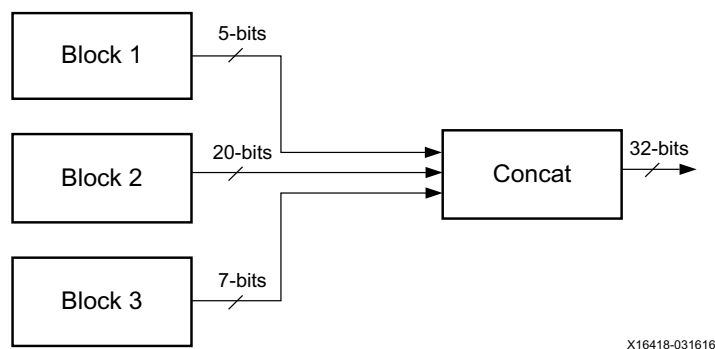 Block 1
5-bits
Block 2
20-bits
Concat
32-bits
Block 3
7-bits
X16418-031616